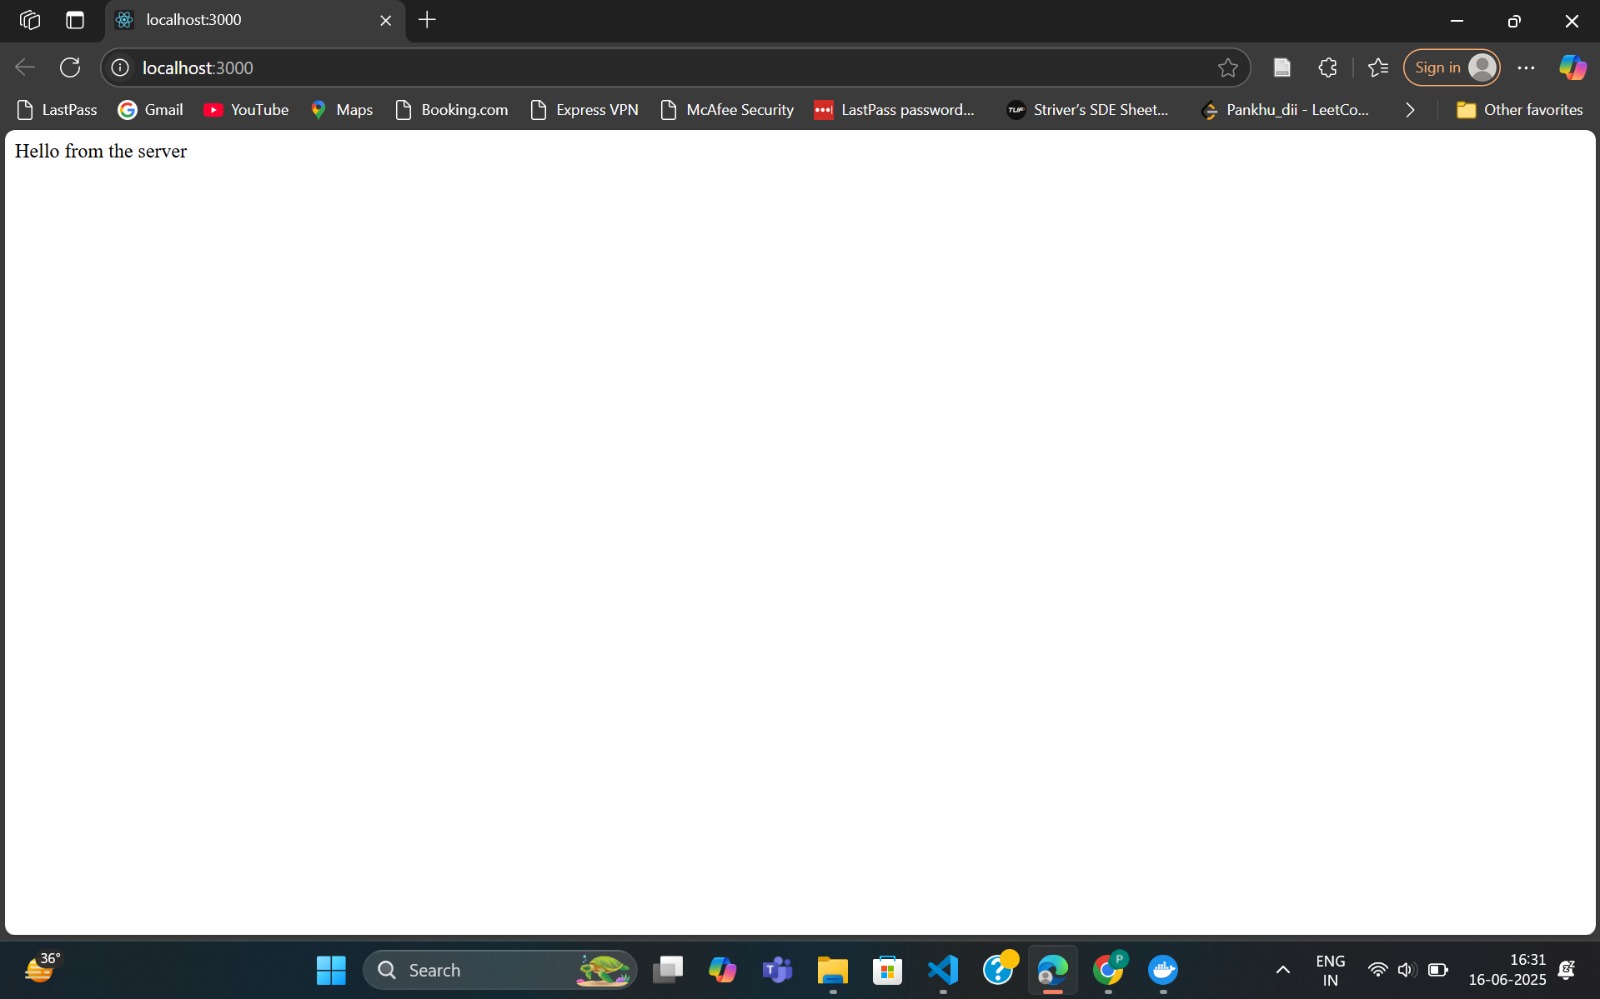 localhost:3000
localhost:3000
Sign in
LastPass
Gmail
YouTube
Maps
Booking.com
Express VPN
McAfee Security
LastPass password...
TUF
Striver's SDE Sheet...
Pankhu_dii - LeetCo...
Other favorites
Hello from the server
36°
Search
T
P
ENG
IN
16:31
16-06-2025